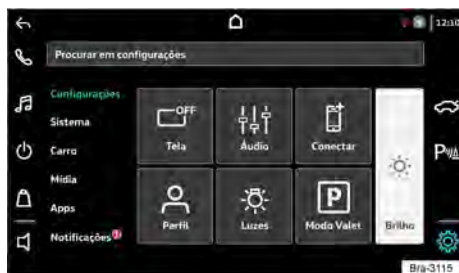 12:10
Procurar em configurações
Configurações
Sistema
Carro
Mídia
Apps
Notificações
OFF
Tela
Áudio
Conectar
Perfil
Luzes
P
Modo Valet
Brilho
P
Bra-3115